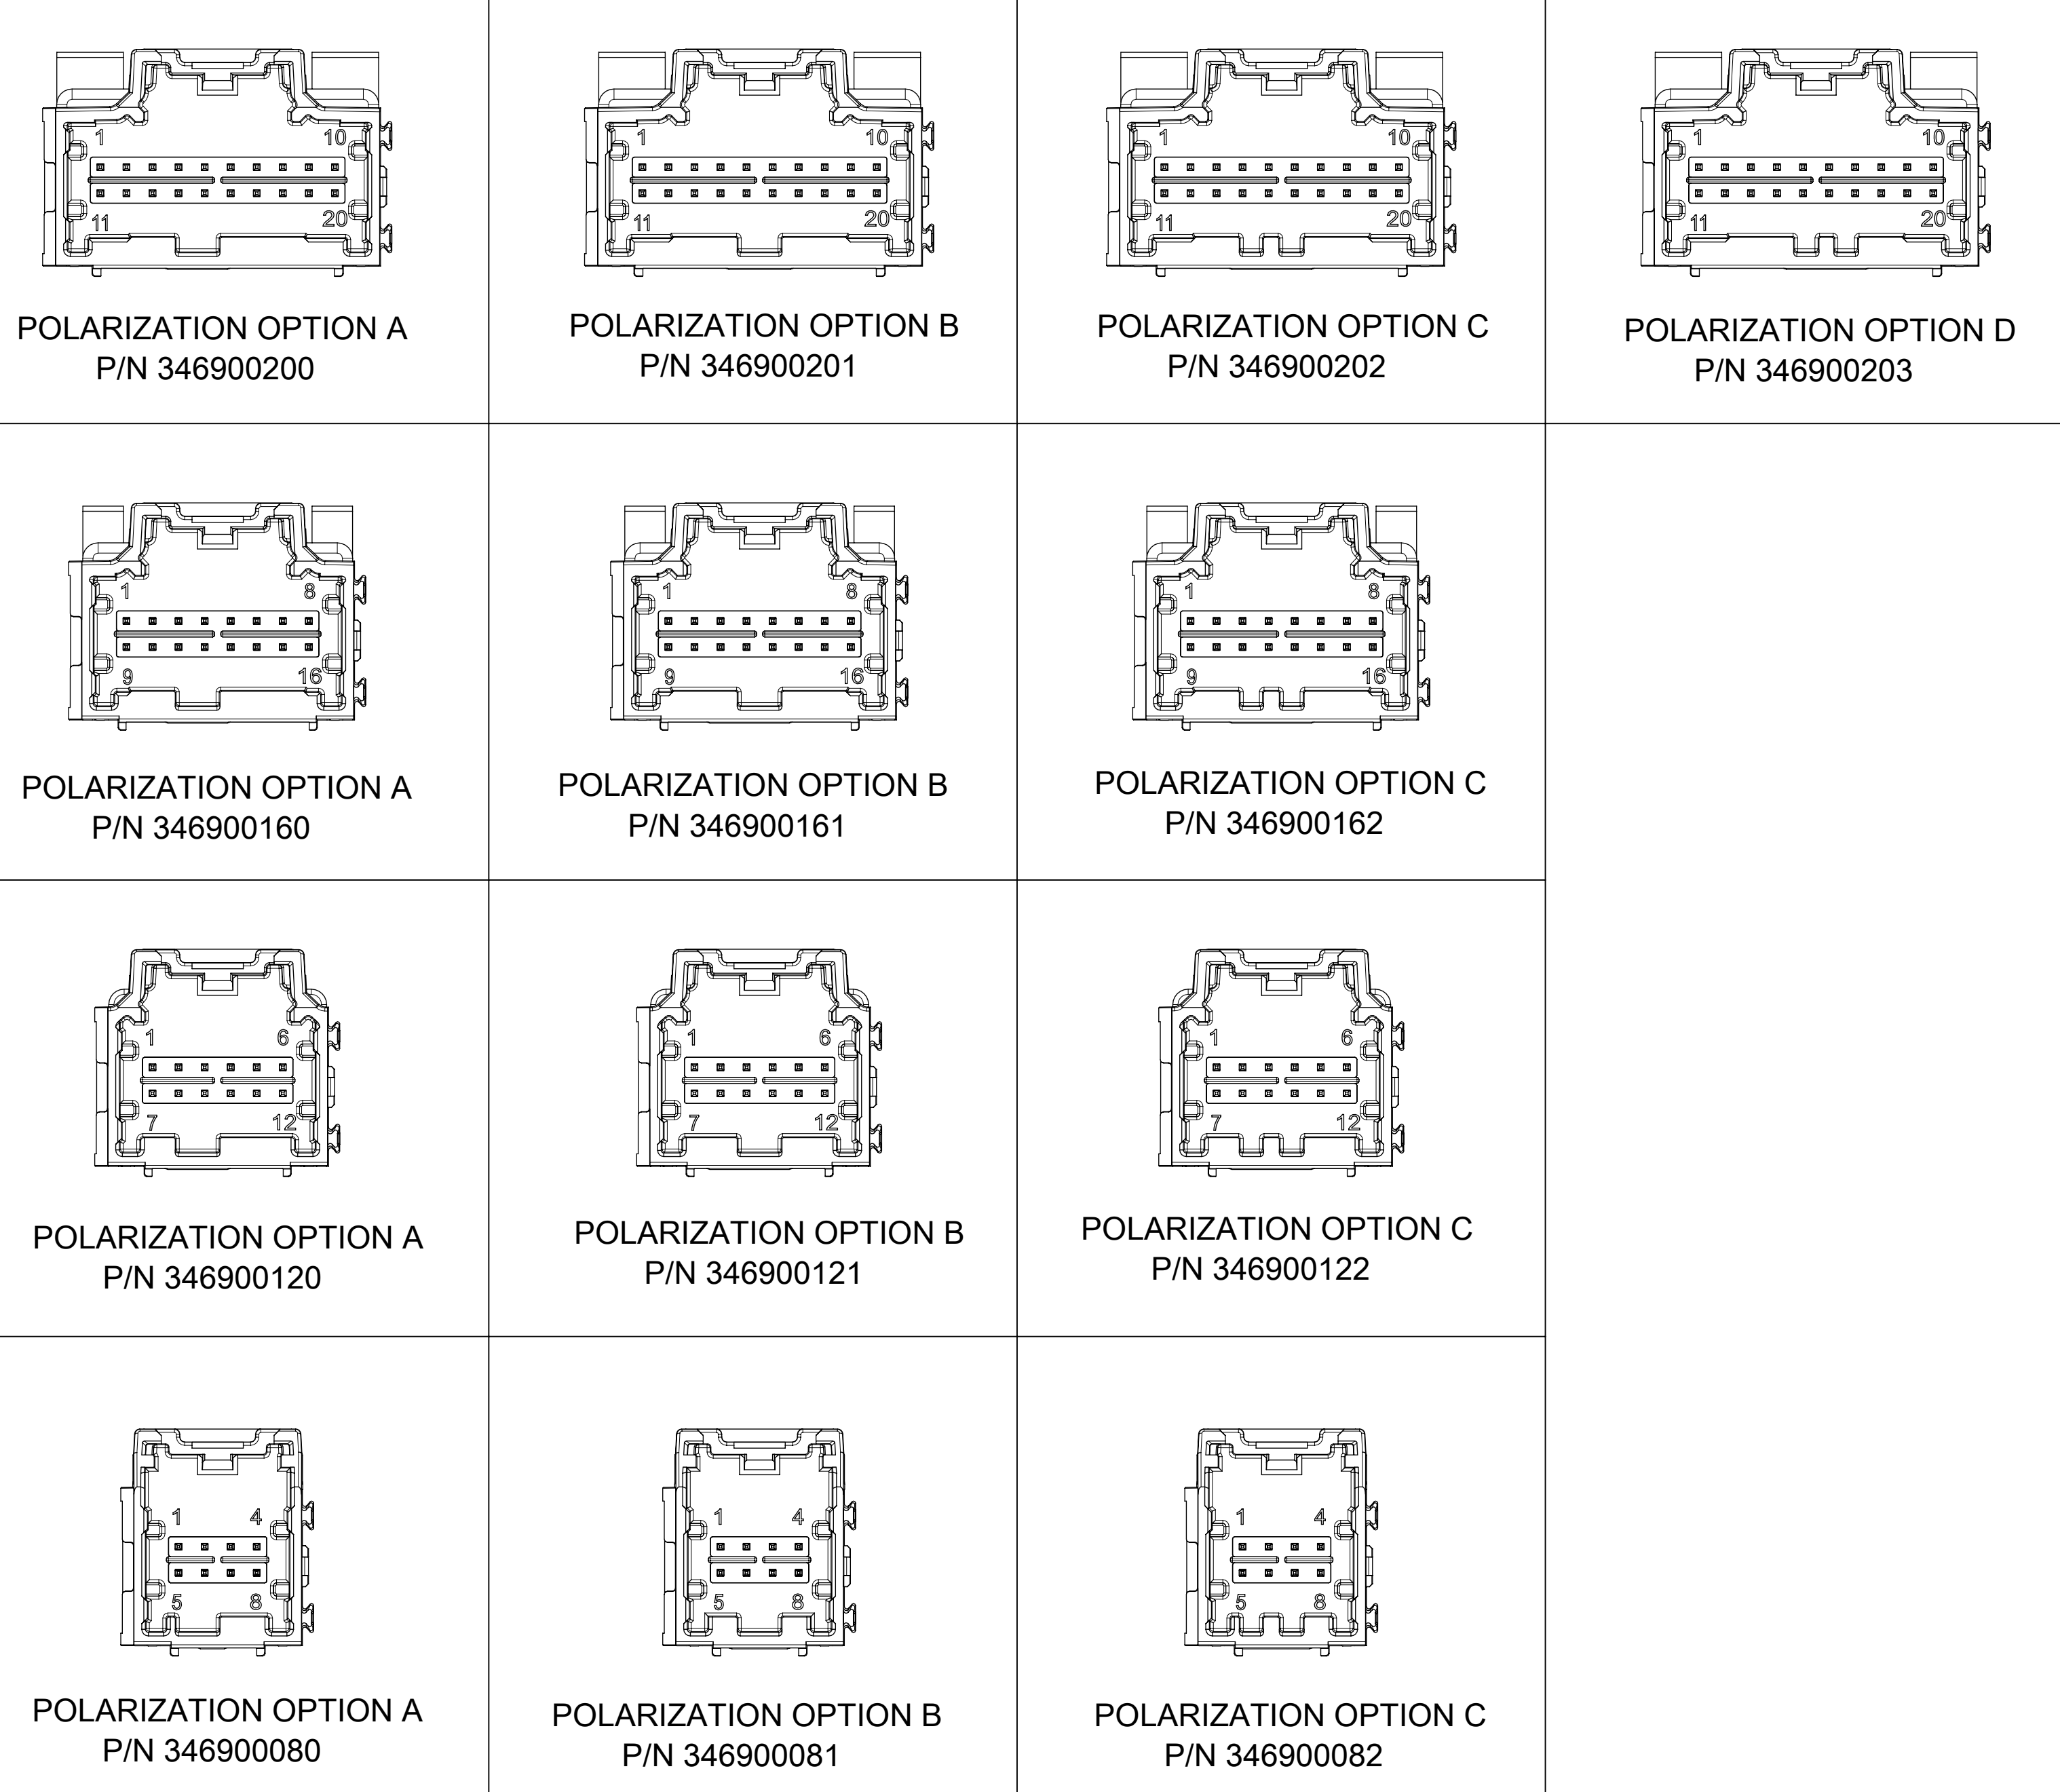 1 10
11 20
POLARIZATION OPTION A
P/N 346900200
1 10
11 20
POLARIZATION OPTION B
P/N 346900201
1 10
11 20
POLARIZATION OPTION C
P/N 346900202
1 10
11 20
POLARIZATION OPTION D
P/N 346900203
1 8
9 16
POLARIZATION OPTION A
P/N 346900160
1 8
9 16
POLARIZATION OPTION B
P/N 346900161
1 8
9 16
POLARIZATION OPTION C
P/N 346900162
1 6
7 12
POLARIZATION OPTION A
P/N 346900120
1 6
7 12
POLARIZATION OPTION B
P/N 346900121
1 6
7 12
POLARIZATION OPTION C
P/N 346900122
1 4
5 8
POLARIZATION OPTION A
P/N 346900080
1 4
5 8
POLARIZATION OPTION B
P/N 346900081
1 4
5 8
POLARIZATION OPTION C
P/N 346900082